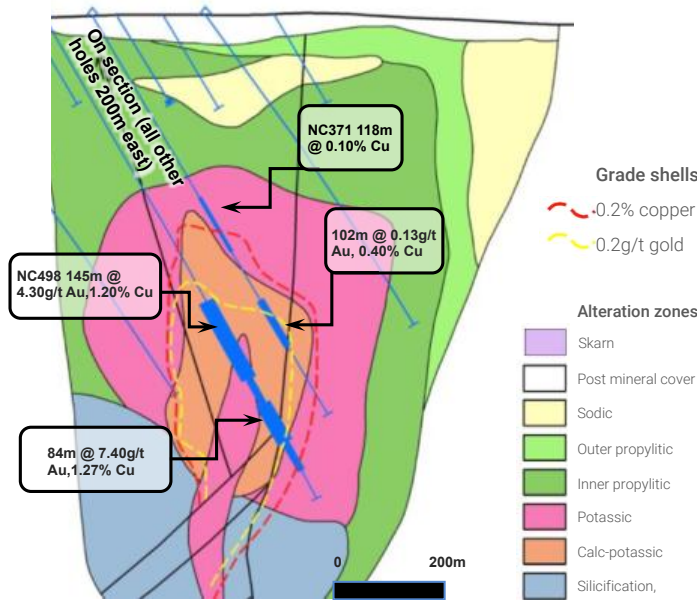 On section (all other
holes 200m east)
NC371 118m
@ 0.10% Cu
102m @ 0.13g/t
Au, 0.40% Cu
NC498 145m @
4.30g/t Au,1.20% Cu
84m @ 7.40g/t
Au,1.27% Cu
0 200m
Grade shells
0.2% copper
0.2g/t gold
Alteration zones
Skarn
Post mineral cover
Sodic
Outer propylitic
Inner propylitic
Potassic
Calc-potassic
Silicification,